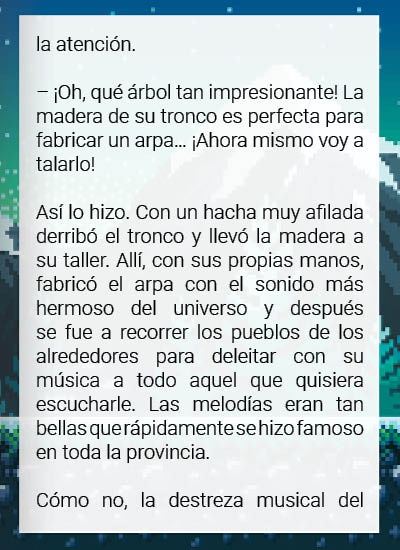 la atención.
– ¡Oh, qué árbol tan impresionante! La
madera de su tronco es perfecta para
fabricar un arpa… ¡Ahora mismo voy a
talarlo!
Así lo hizo. Con un hacha muy afilada
derribó el tronco y llevó la madera a
su taller. Allí, con sus propias manos,
fabricó el arpa con el sonido más
hermoso del universo y después
se fue a recorrer los pueblos de los
alrededores para deleitar con su
música a todo aquel que quisiera
escucharle. Las melodías eran tan
bellas que rápidamente se hizo famoso
en toda la provincia.
Cómo no, la destreza musical del